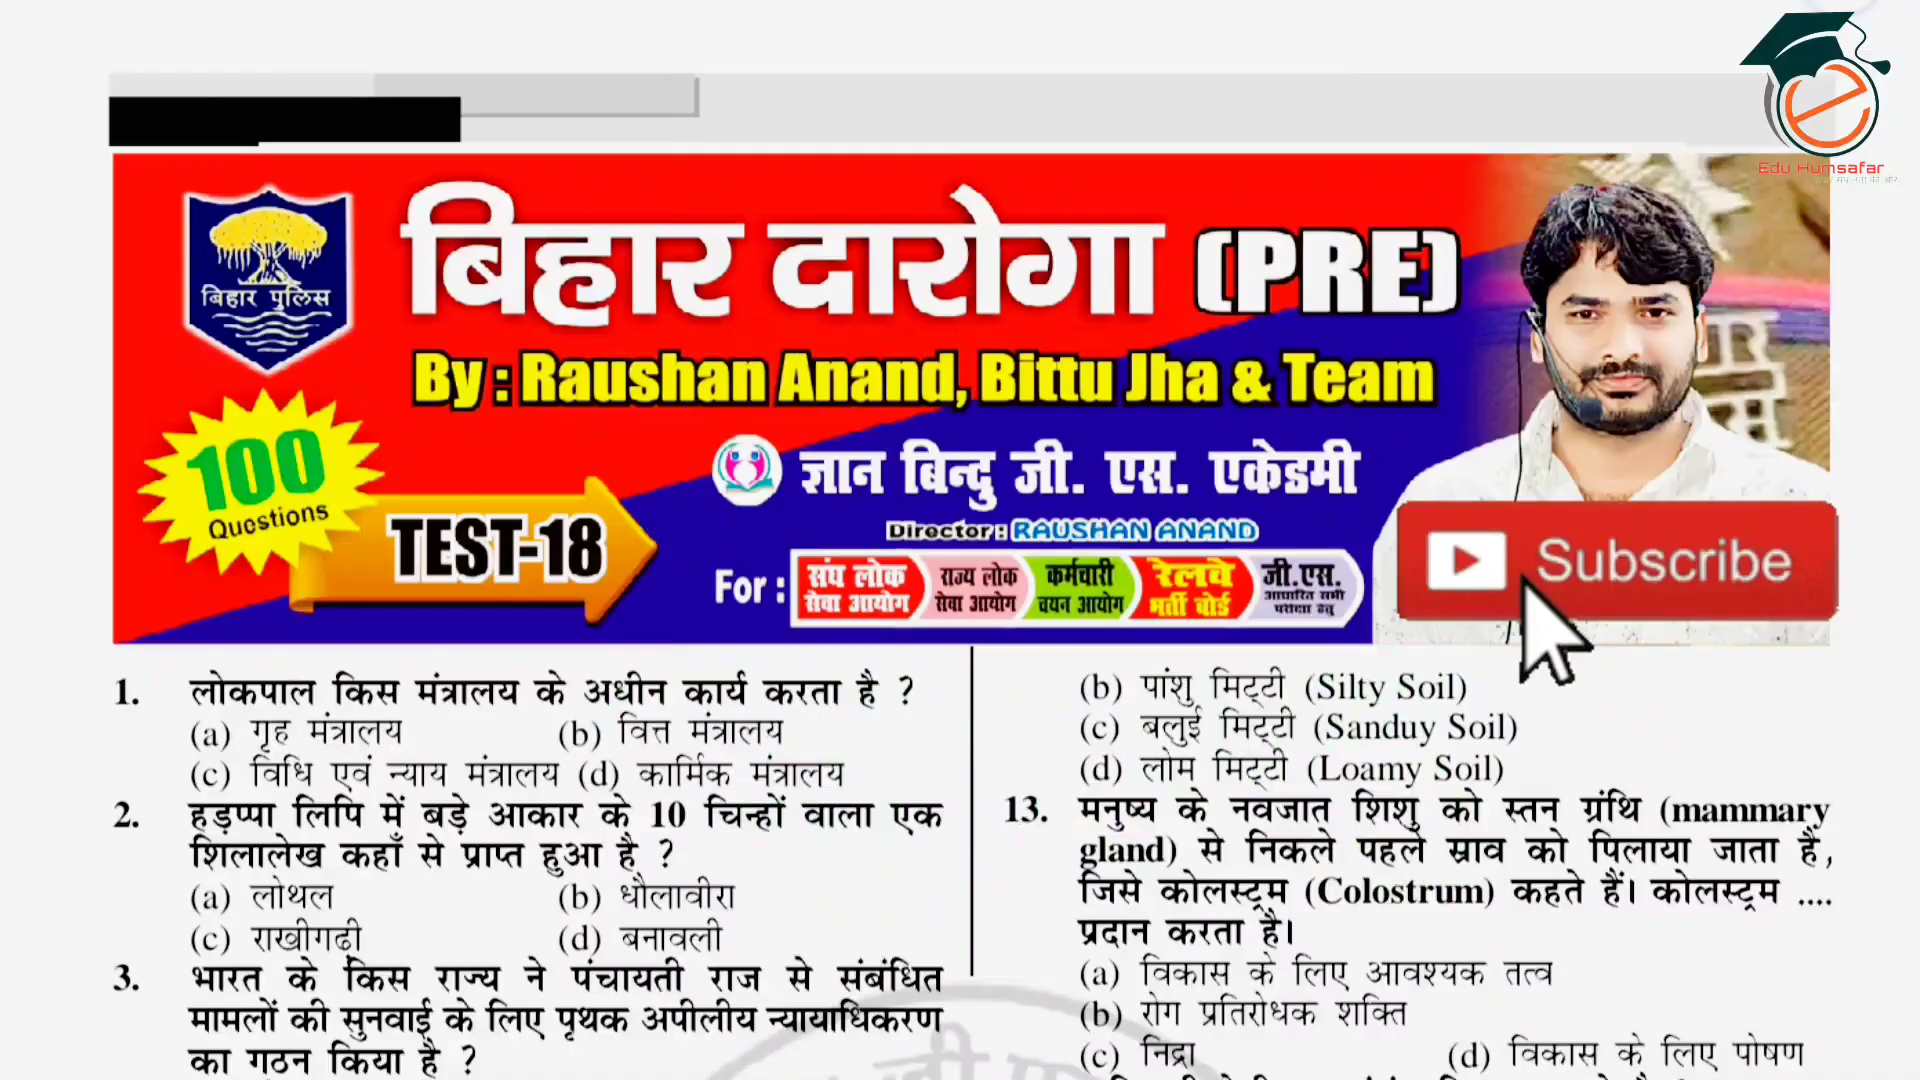 Edu Humsafar
बिहार पुलिस
बिहार दारोगा (PRE)
By : Raushan Anand, Bittu Jha & Team
100
Questions
TEST-18
ज्ञान बिन्दु जी. एस. एकेडमी
Director : RAUSHAN ANAND
For :
संघ लोक
सेवा आयोग
राज्य लोक
सेवा आयोग
कर्मचारी
चयन आयोग
रेलवे
भर्ती बोर्ड
जी.एस.
आधारित सभी
परीक्षा हेतु
Subscribe
1. लोकपाल किस मंत्रालय के अधीन कार्य करता है ?
(a) गृह मंत्रालय (b) वित्त मंत्रालय
(c) विधि एवं न्याय मंत्रालय (d) कार्मिक मंत्रालय
2. हड़प्पा लिपि में बड़े आकार के 10 चिन्हों वाला एक
शिलालेख कहाँ से प्राप्त हुआ है ?
(a) लोथल (b) धौलावीरा
(c) राखीगढ़ी (d) बनावली
3. भारत के किस राज्य ने पंचायती राज से संबंधित
मामलों की सुनवाई के लिए पृथक अपीलीय न्यायाधिकरण
का गठन किया है ?
(b) पांशु मिट्टी (Silty Soil)
(c) बलुई मिट्टी (Sanduy Soil)
(d) लोम मिट्टी (Loamy Soil)
13. मनुष्य के नवजात शिशु को स्तन ग्रंथि (mammary
gland) से निकले पहले स्राव को पिलाया जाता है,
जिसे कोलस्ट्रम (Colostrum) कहते हैं। कोलस्ट्रम ....
प्रदान करता है।
(a) विकास के लिए आवश्यक तत्व
(b) रोग प्रतिरोधक शक्ति
(c) निद्रा (d) विकास के लिए पोषण